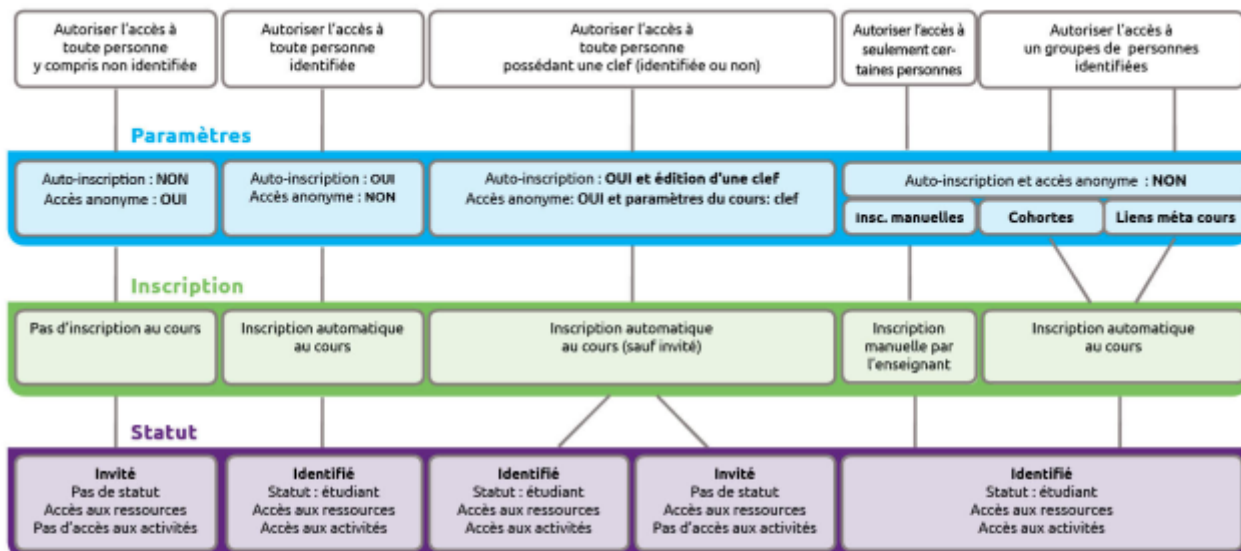 Autoriser l'accès à
toute personne
y compris non identifiée
Autoriser l'accès à
toute personne
identifiée
Autoriser l'accès à
toute personne
possédant une clef (identifiée ou non)
Autoriser l'accès à
seulement cer-
taines personnes
Autoriser l'accès à
un groupes de personnes
identifiées
Paramètres
Auto-inscription : NON
Accès anonyme : OUI
Auto-inscription : OUI
Accès anonyme : NON
Auto-inscription : OUI et édition d'une clef
Accès anonyme: OUI et paramètres du cours: clef
Auto-inscription et accès anonyme : NON
Insc. manuelles
Cohortes
Liens méta cours
Inscription
Pas d'inscription au cours
Inscription automatique
au cours
Inscription automatique
au cours (sauf invité)
Inscription
manuelle par
l'enseignant
Inscription automatique
au cours
Statut
Invité
Pas de statut
Accès aux ressources
Pas d'accès aux activités
Identifié
Statut : étudiant
Accès aux ressources
Accès aux activités
Identifié
Statut : étudiant
Accès aux ressources
Accès aux activités
Invité
Pas de statut
Accès aux ressources
Pas d'accès aux activités
Identifié
Statut : étudiant
Accès aux ressources
Accès aux activités